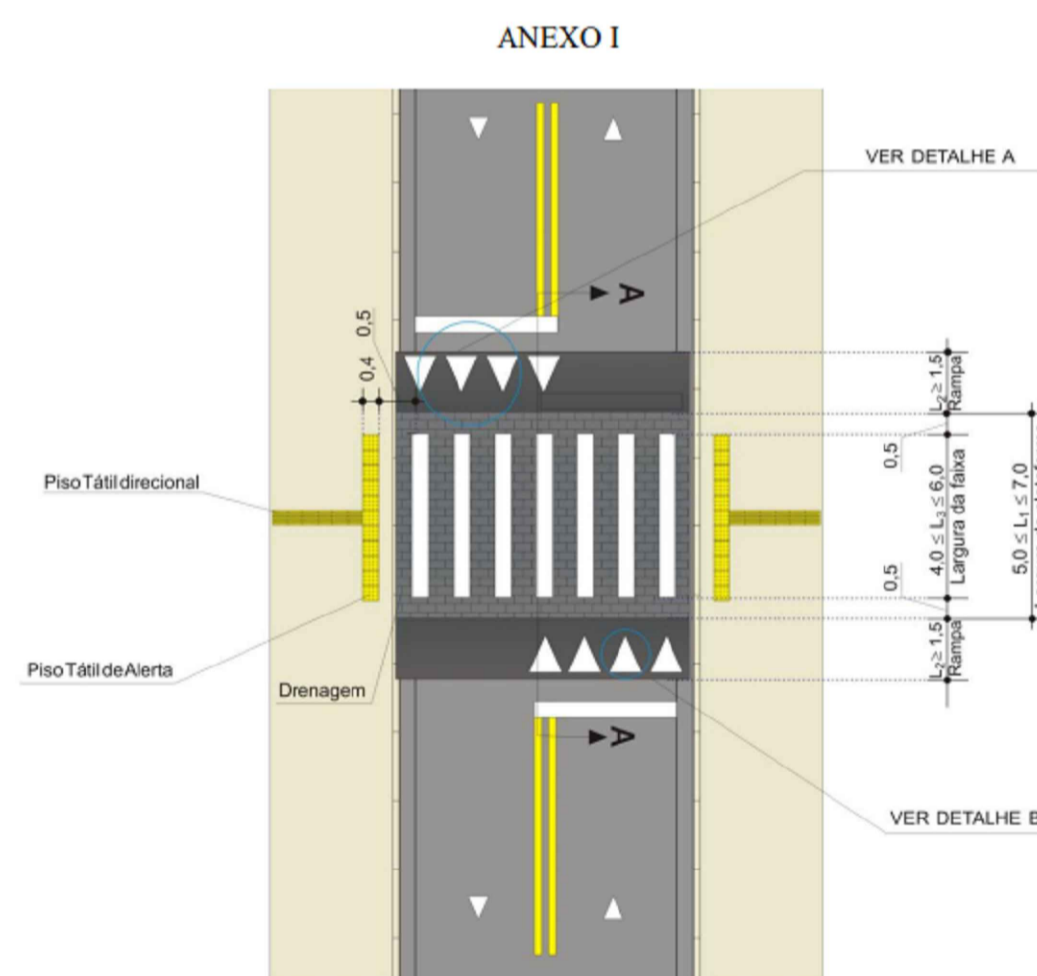 ANEXO I
VER DETALHE A
A
0,5
0,4
L₂ ≥ 1,5
Rampa
0,5
Piso Tátil direcional
4,0 ≤ L₃ ≤ 6,0
Largura da faixa
5,0 ≤ L₁ ≤ 7,0
0,5
Piso Tátil de Alerta
Drenagem
L₂ ≥ 1,5
Rampa
A
VER DETALHE B